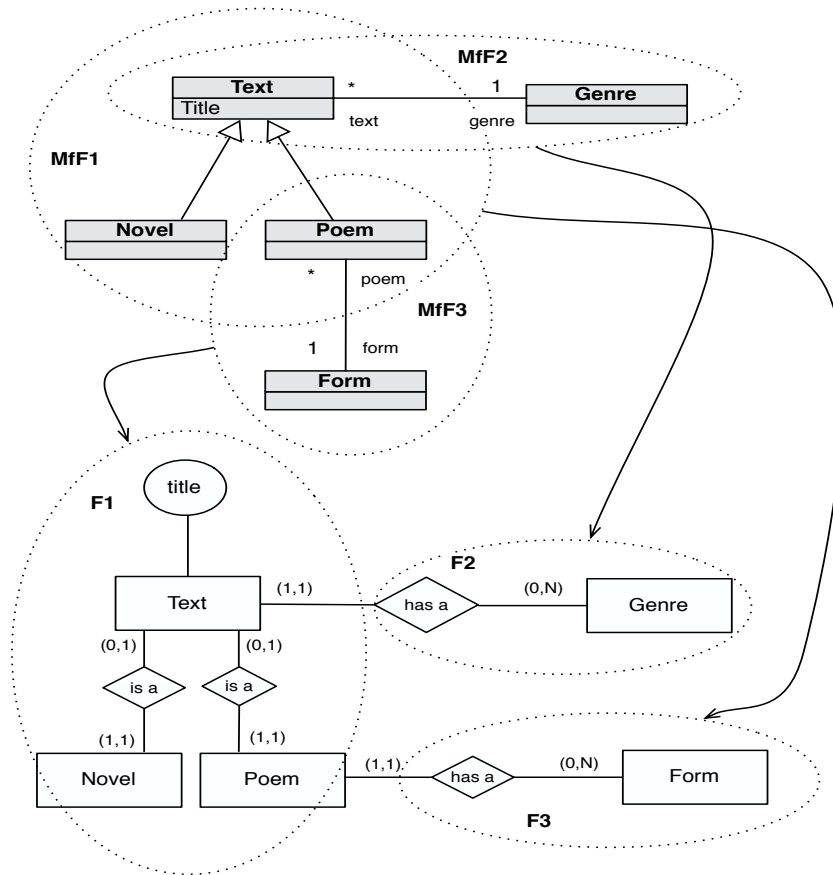 MfF2
Text * 1 Genre
Title
text genre
MfF1
Novel Poem
* poem
MfF3
1 form
Form
title
F1
F2
(1,1) has a (0,N) Genre
Text
(0,1) (0,1)
is a is a
(1,1) (1,1)
Novel Poem (1,1) has a (0,N) Form
F3